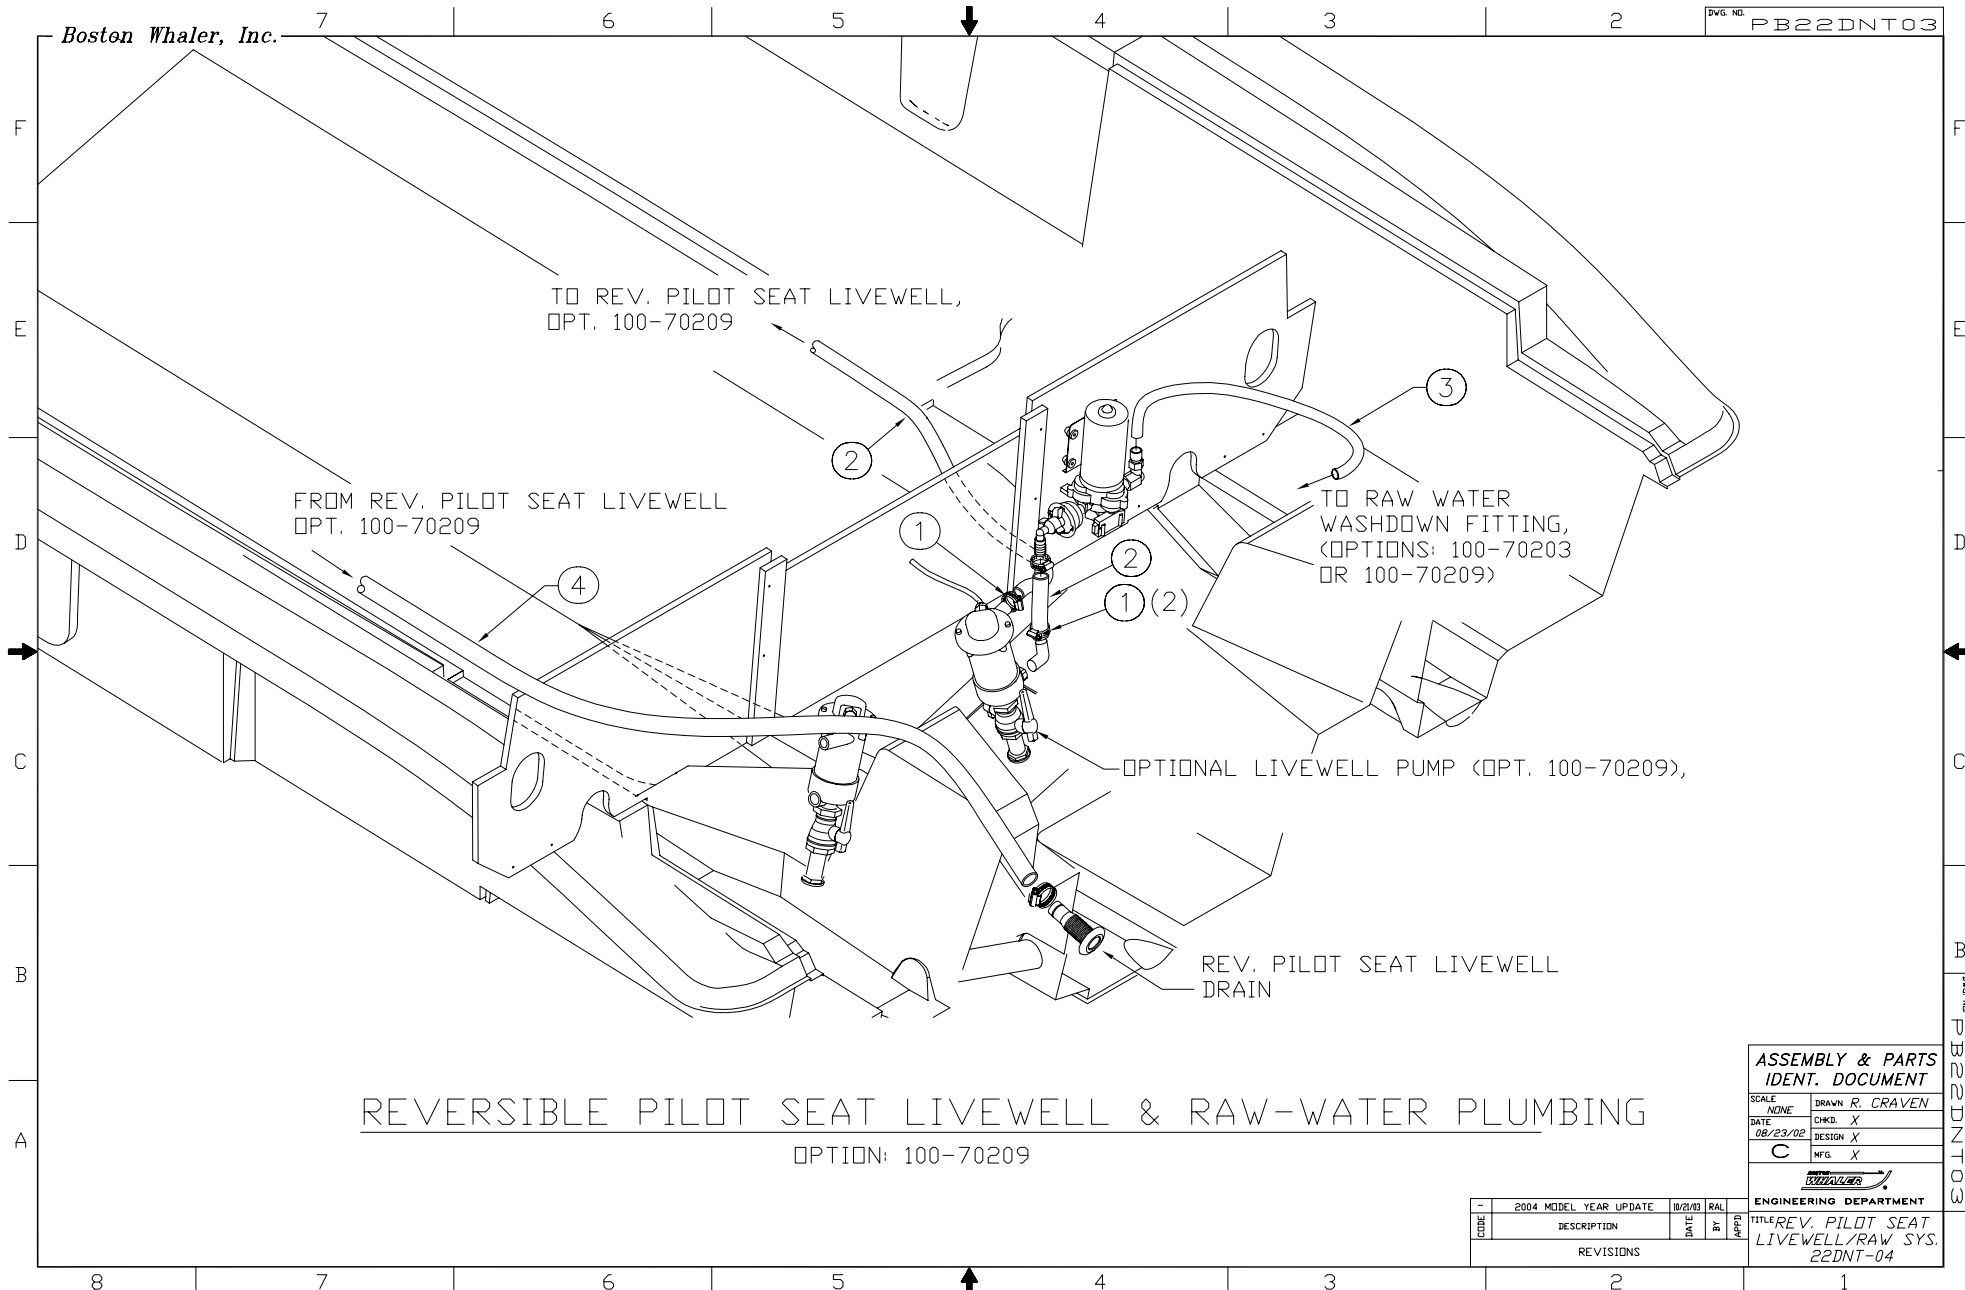 7 6 5 4 3 2
DWG. NO. PB22DNT03
Boston Whaler, Inc.
F
F
TO REV. PILOT SEAT LIVEWELL,
OPT. 100-70209
E
E
3
2
FROM REV. PILOT SEAT LIVEWELL
OPT. 100-70209
TO RAW WATER
WASHDOWN FITTING,
(OPTIONS: 100-70203
OR 100-70209)
1
D
D
2
4
1 (2)
C
C
OPTIONAL LIVEWELL PUMP (OPT. 100-70209),
REV. PILOT SEAT LIVEWELL
DRAIN
B
B
PB22DNT03
REVERSIBLE PILOT SEAT LIVEWELL & RAW-WATER PLUMBING
OPTION: 100-70209
A
ASSEMBLY & PARTS
IDENT. DOCUMENT
SCALE NONE
DRAWN R. CRAVEN
DATE 08/23/02
CHKD. X
DESIGN X
C
MFG. X
BOSTON
WHALER
ENGINEERING DEPARTMENT
TITLE REV. PILOT SEAT
LIVEWELL/RAW SYS.
22DNT-04
- 2004 MODEL YEAR UPDATE 10/21/03 RAL
CODE DESCRIPTION DATE BY APPD
REVISIONS
8 7 6 5 4 3 2 1